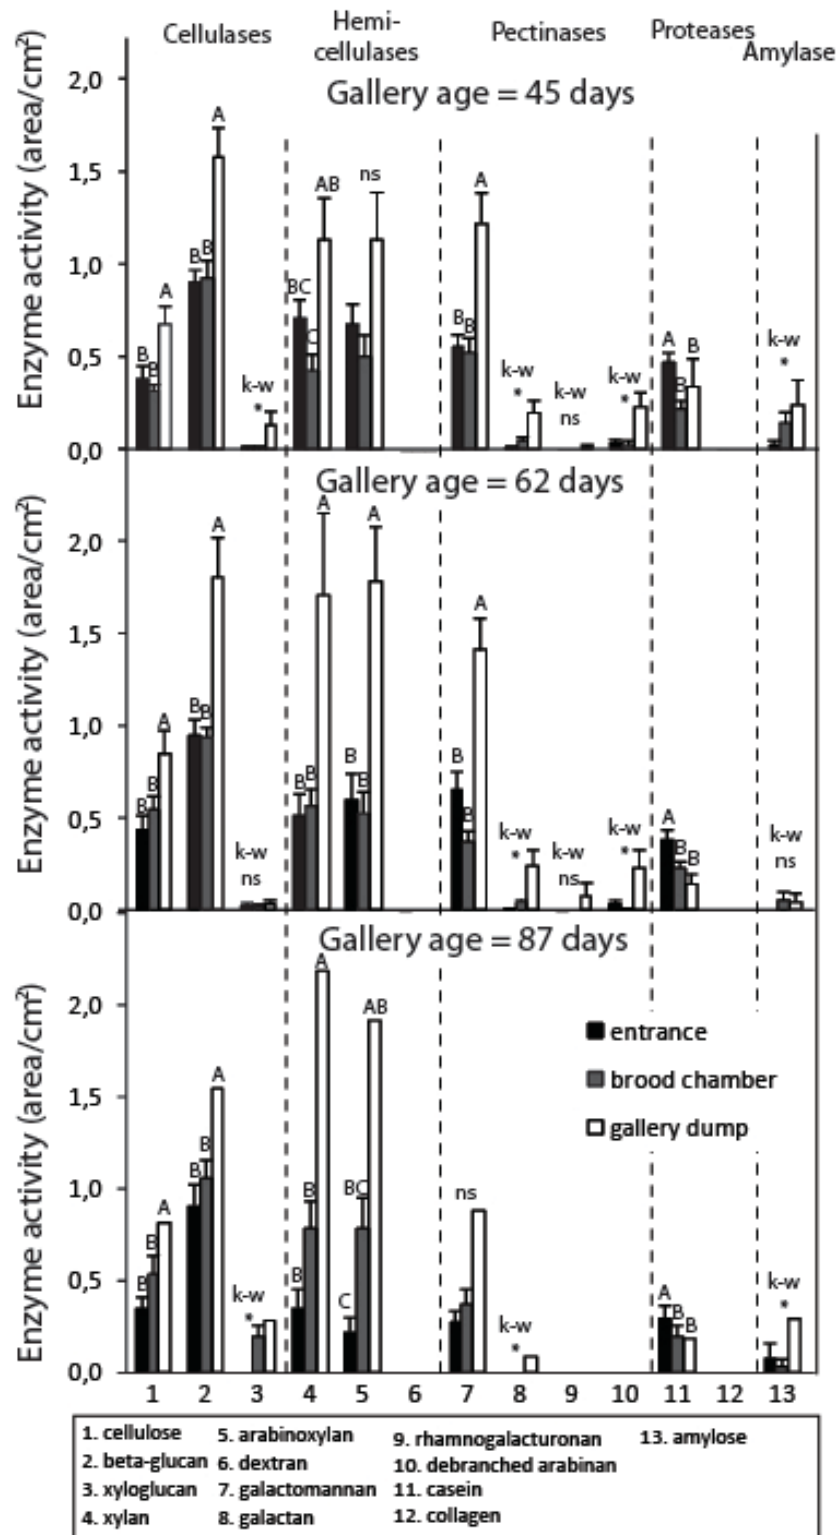 Cellulases
Hemi-
cellulases
Pectinases
Proteases
Amylase
Gallery age = 45 days
Enzyme activity (area/cm²)
2,0
1,5
1,0
0,5
0,0
B
B
A
B
B
A
k-w
*
BC
C
AB
ns
B
B
A
k-w
*
k-w
ns
k-w
*
A
B
B
k-w
*
Gallery age = 62 days
Enzyme activity (area/cm²)
2,0
1,5
1,0
0,5
0,0
B
B
A
B
B
A
k-w
ns
B
B
A
B
B
A
B
B
A
k-w
*
k-w
ns
k-w
*
A
B
B
k-w
ns
Gallery age = 87 days
Enzyme activity (area/cm²)
2,0
1,5
1,0
0,5
0,0
B
B
A
B
B
A
k-w
*
B
B
A
C
BC
AB
ns
k-w
*
A
B
B
k-w
*
entrance
brood chamber
gallery dump
1 2 3 4 5 6 7 8 9 10 11 12 13
1. cellulose
2. beta-glucan
3. xyloglucan
4. xylan
5. arabinoxylan
6. dextran
7. galactomannan
8. galactan
9. rhamnogalacturonan
10. debranched arabinan
11. casein
12. collagen
13. amylose